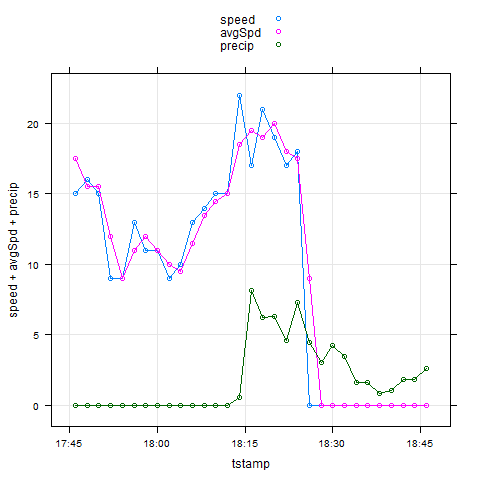 speed
avgSpd
precip
20
15
10
5
0
speed + avgSpd + precip
17:45 18:00 18:15 18:30 18:45
tstamp